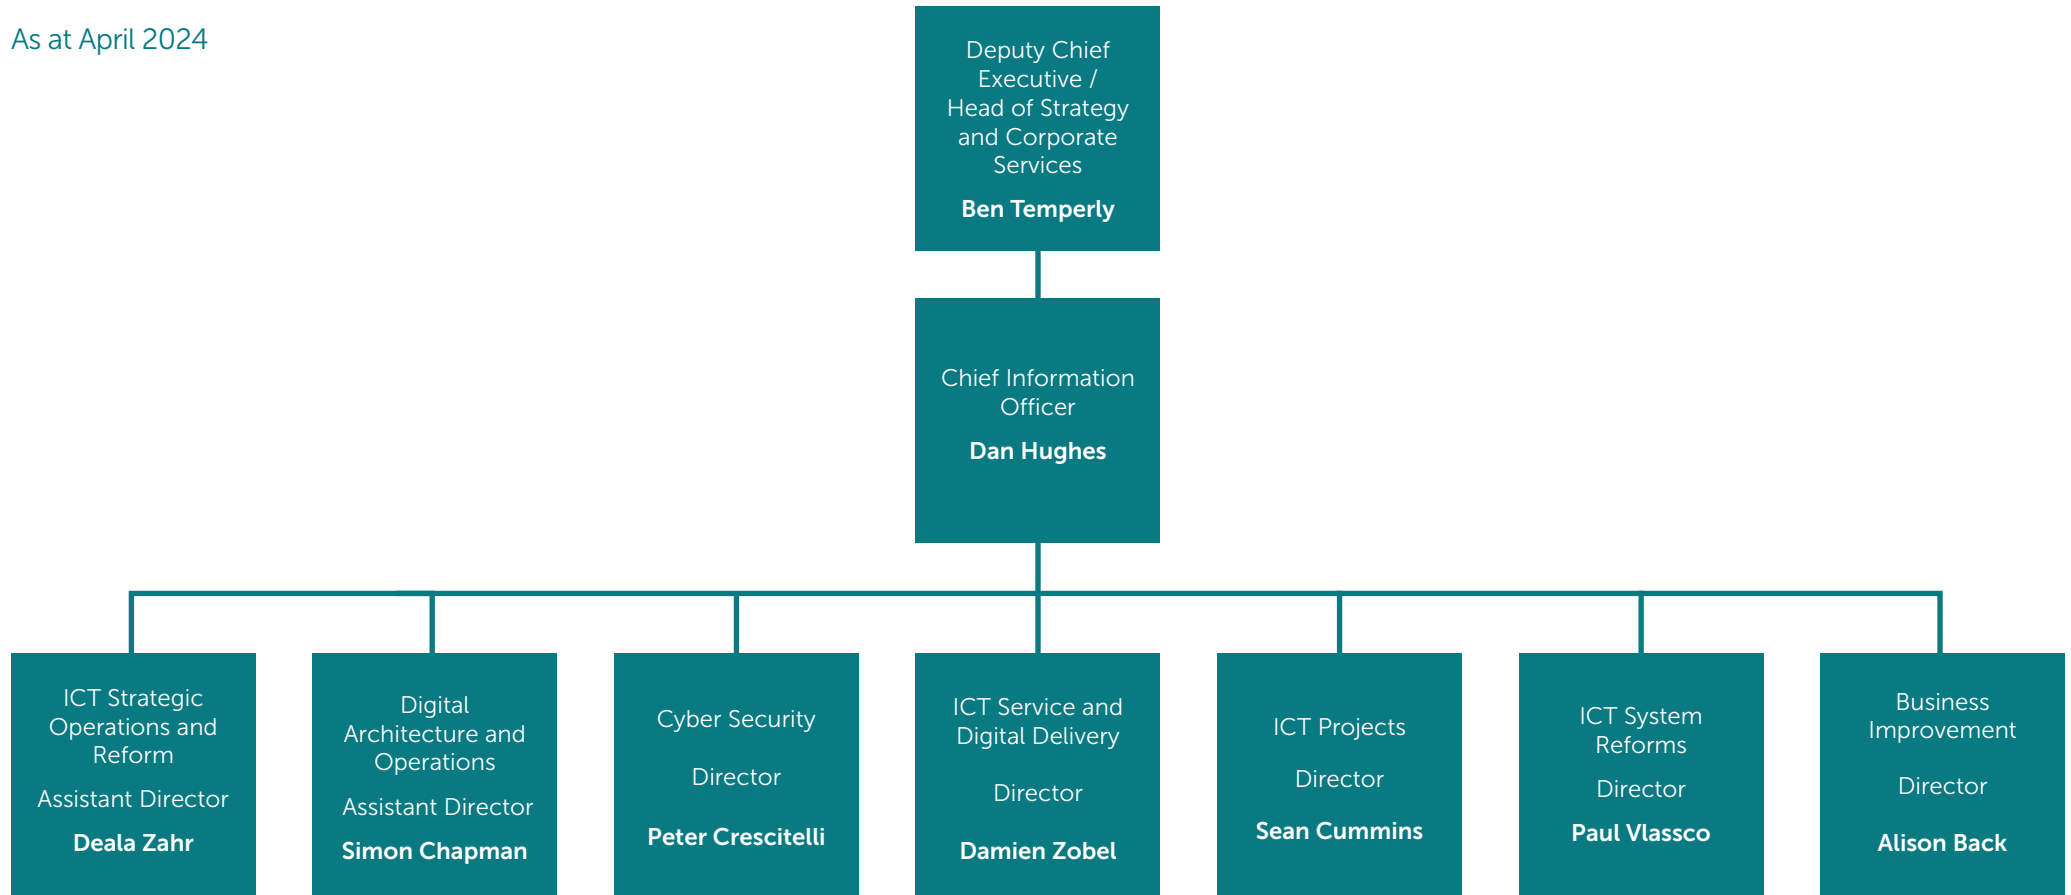 As at April 2024
Deputy Chief
Executive /
Head of Strategy
and Corporate
Services
Ben Temperly
Chief Information
Officer
Dan Hughes
ICT Strategic
Operations and
Reform
Assistant Director
Deala Zahr
Digital
Architecture and
Operations
Assistant Director
Simon Chapman
Cyber Security
Director
Peter Crescitelli
ICT Service and
Digital Delivery
Director
Damien Zobel
ICT Projects
Director
Sean Cummins
ICT System
Reforms
Director
Paul Vlassco
Business
Improvement
Director
Alison Back